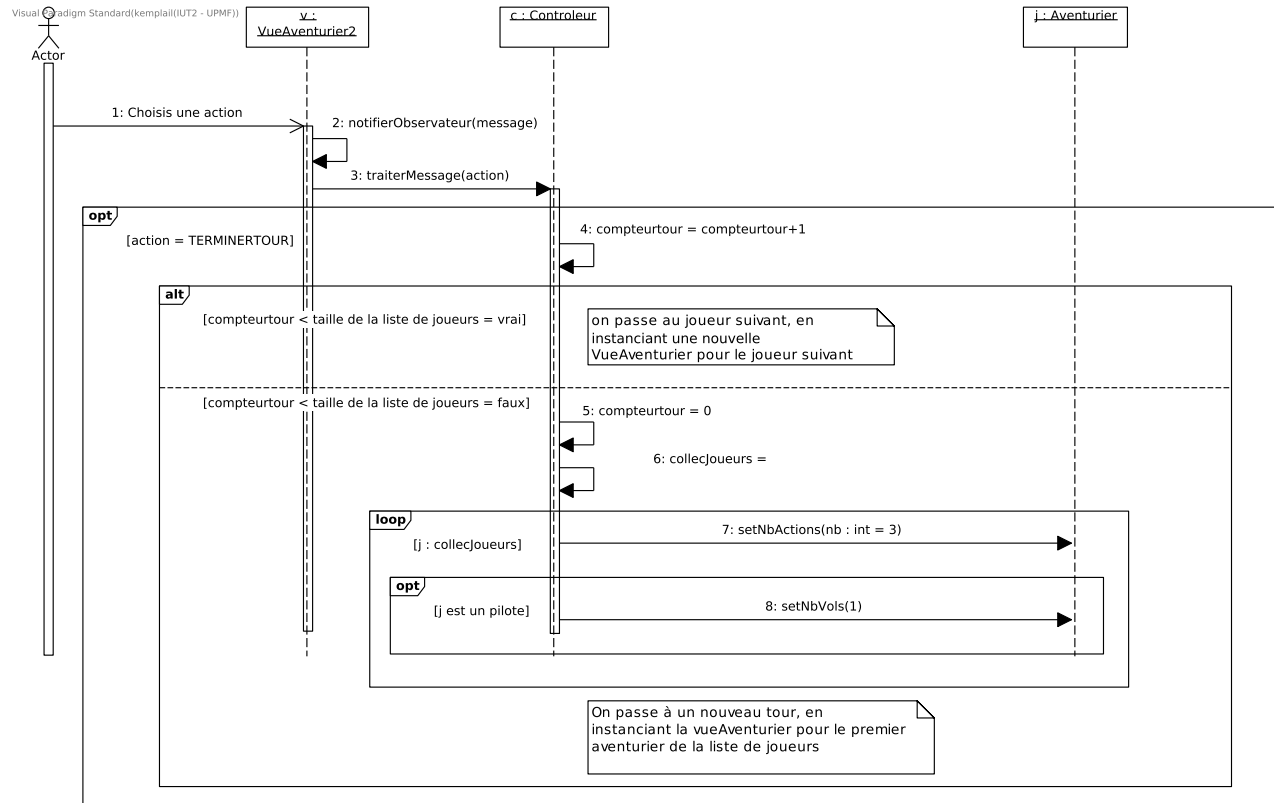 Visual Paradigm Standard(kemplail(IUT2 - UPMF))
Actor
v :
VueAventurier2
c : Controleur
j : Aventurier
1: Choisis une action
2: notifierObservateur(message)
3: traiterMessage(action)
opt
[action = TERMINERTOUR]
4: compteurtour = compteurtour+1
alt
[compteurtour < taille de la liste de joueurs = vrai]
on passe au joueur suivant, en
instanciant une nouvelle
VueAventurier pour le joueur suivant
[compteurtour < taille de la liste de joueurs = faux]
5: compteurtour = 0
6: collecJoueurs =
loop
[j : collecJoueurs]
7: setNbActions(nb : int = 3)
opt
[j est un pilote]
8: setNbVols(1)
On passe à un nouveau tour, en
instanciant la vueAventurier pour le premier
aventurier de la liste de joueurs